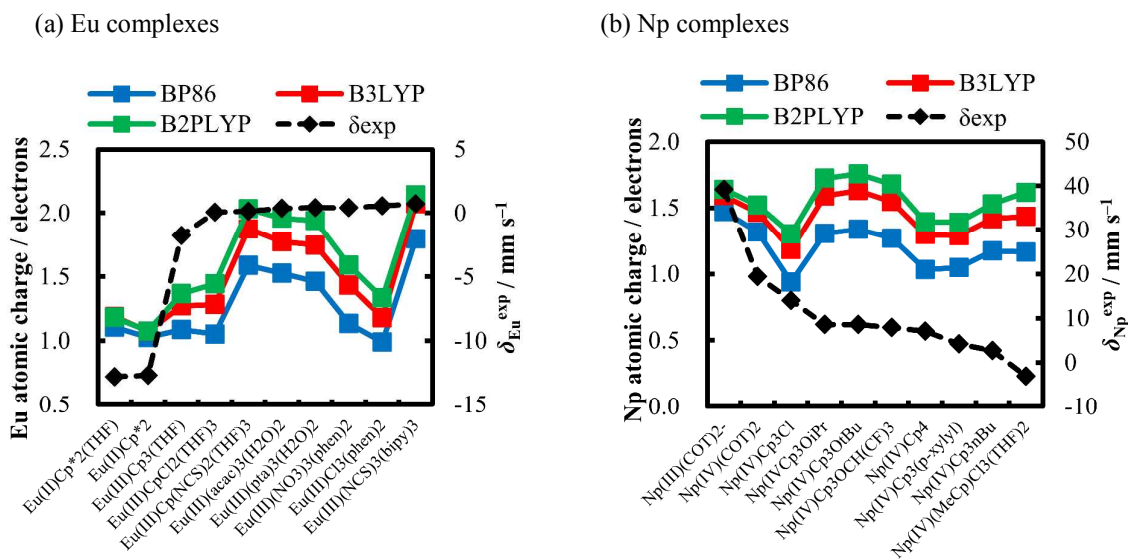 (a) Eu complexes
(b) Np complexes
BP86
B3LYP
B2PLYP
δexp
Eu atomic charge / electrons
2.5
2.0
1.5
1.0
0.5
5
0
-5
-10
-15
δEu^exp / mm s⁻¹
Eu(II)Cp*2(THF)
Eu(II)Cp*2
Eu(III)Cp3(THF)
Eu(III)CpCl2(THF)3
Eu(III)Cp(NCS)2(THF)3
Eu(III)(acac)3(H2O)2
Eu(III)(pta)3(H2O)2
Eu(III)(NO3)3(phen)2
Eu(III)Cl3(phen)2
Eu(III)(NCS)3(bipy)3
BP86
B3LYP
B2PLYP
δexp
Np atomic charge / electrons
2.0
1.5
1.0
0.5
0.0
50
40
30
20
10
0
-10
δNp^exp / mm s⁻¹
Np(III)(COT)2-
Np(IV)(COT)2
Np(IV)Cp3Cl
Np(IV)Cp3OiPr
Np(IV)Cp3OtBu
Np(IV)Cp3OCH(CF)3
Np(IV)Cp4
Np(IV)Cp3(p-xylyl)
Np(IV)Cp3nBu
Np(IV)(MeCp)Cl3(THF)2